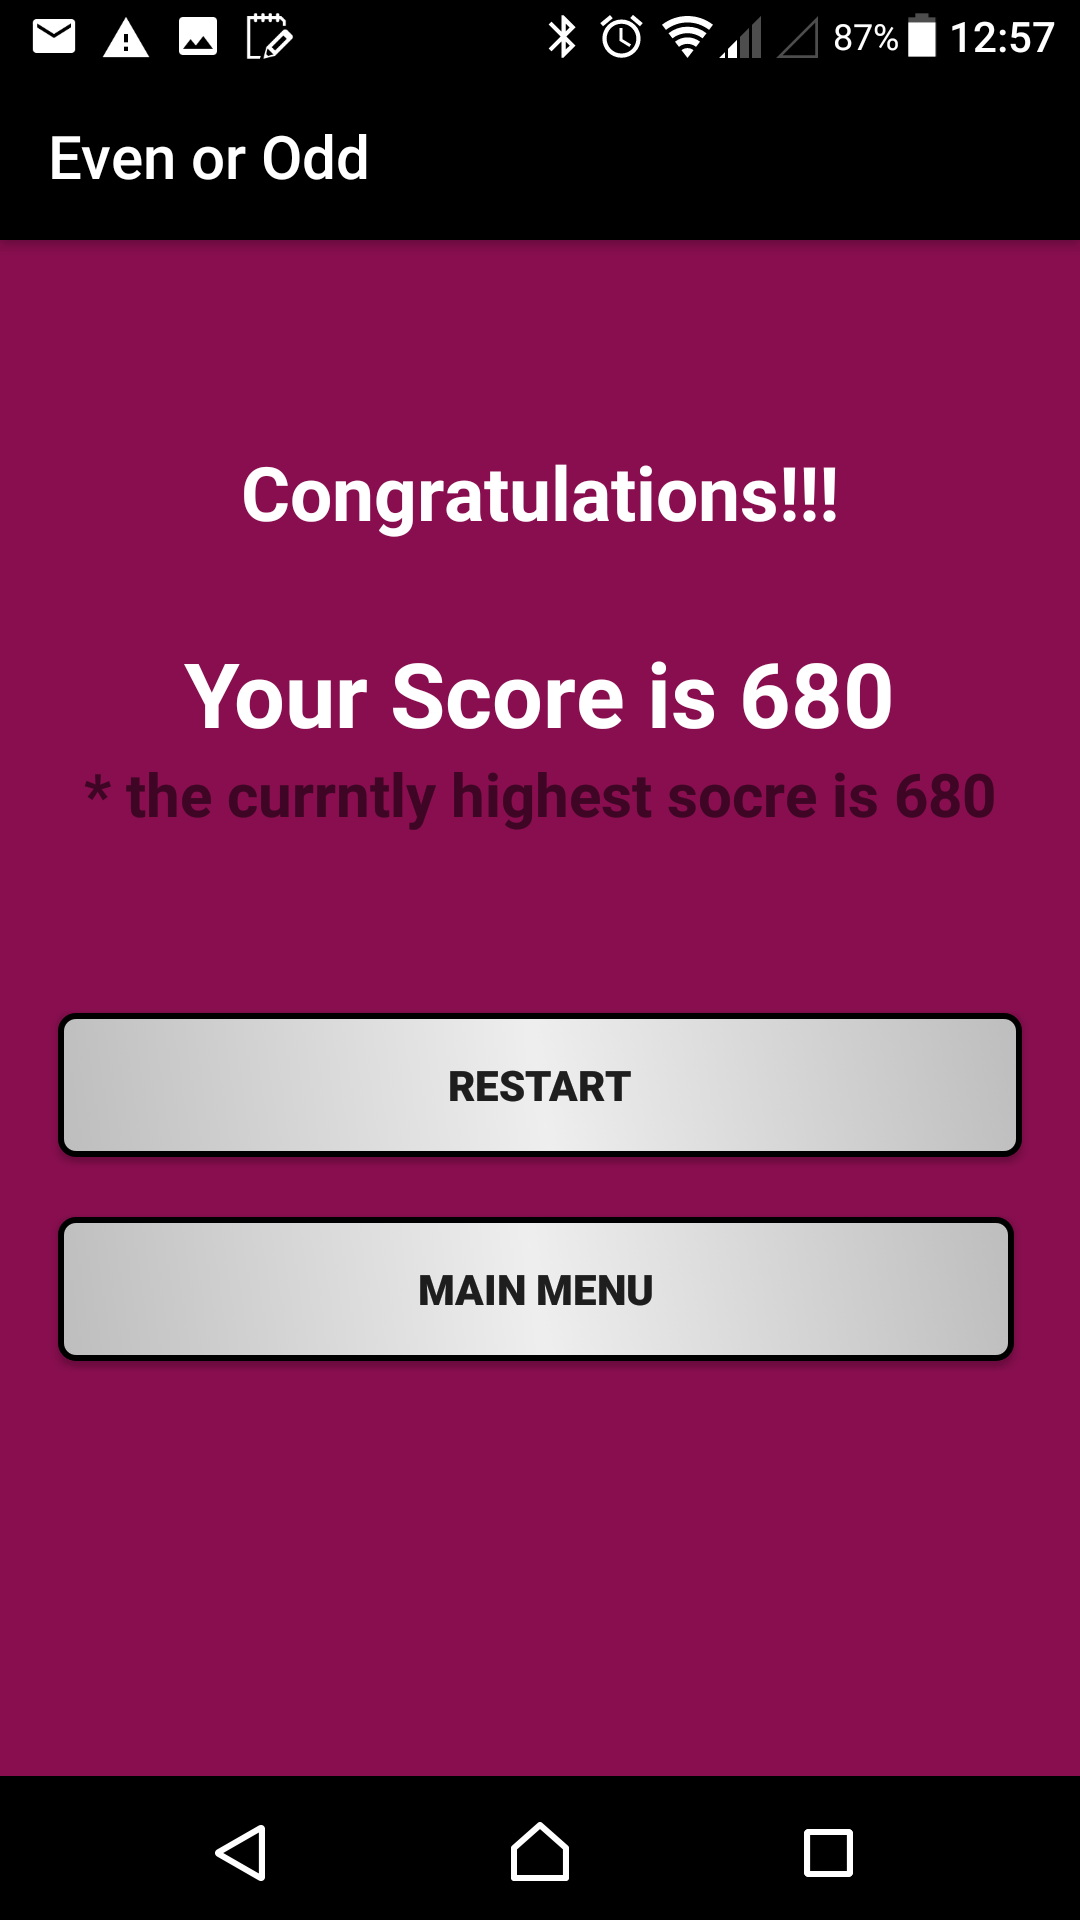 87% 12:57
Even or Odd
Congratulations!!!
Your Score is 680
* the currntly highest socre is 680
RESTART
MAIN MENU